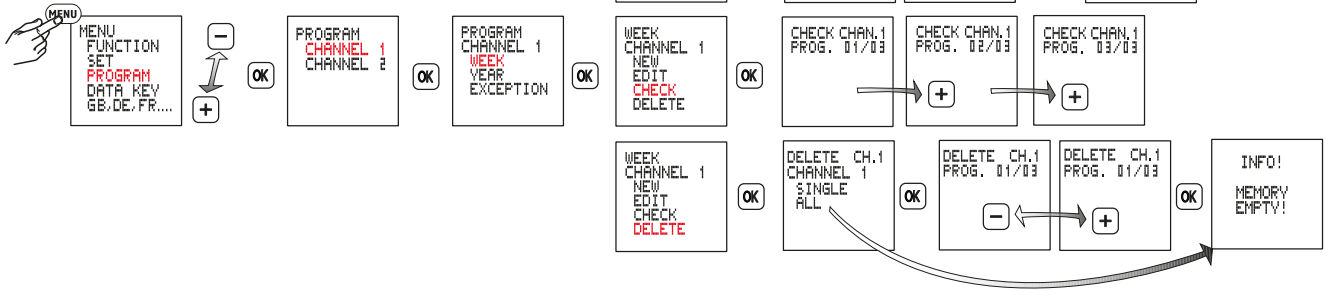 MENU
MENU
FUNCTION
SET
PROGRAM
DATA KEY
GB,DE,FR....
−
+
OK
PROGRAM
CHANNEL 1
CHANNEL 2
OK
PROGRAM
CHANNEL 1
WEEK
YEAR
EXCEPTION
OK
WEEK
CHANNEL 1
NEW
EDIT
CHECK
DELETE
OK
CHECK CHAN.1
PROG. 01/03
CHECK CHAN.1
PROG. 02/03
+
CHECK CHAN.1
PROG. 03/03
+
WEEK
CHANNEL 1
NEW
EDIT
CHECK
DELETE
OK
DELETE CH.1
CHANNEL 1
SINGLE
ALL
OK
DELETE CH.1
PROG. 01/03
−
DELETE CH.1
PROG. 01/03
+
OK
INFO!
MEMORY
EMPTY!